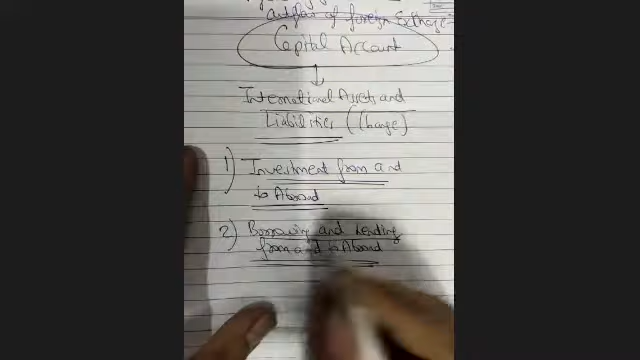 outflow of foreign Exchange
Capital Account
International Assets and
Liabilities (Change)
1) Investment from and
to Abroad
2) Borrowing and Lending
from and to Abroad